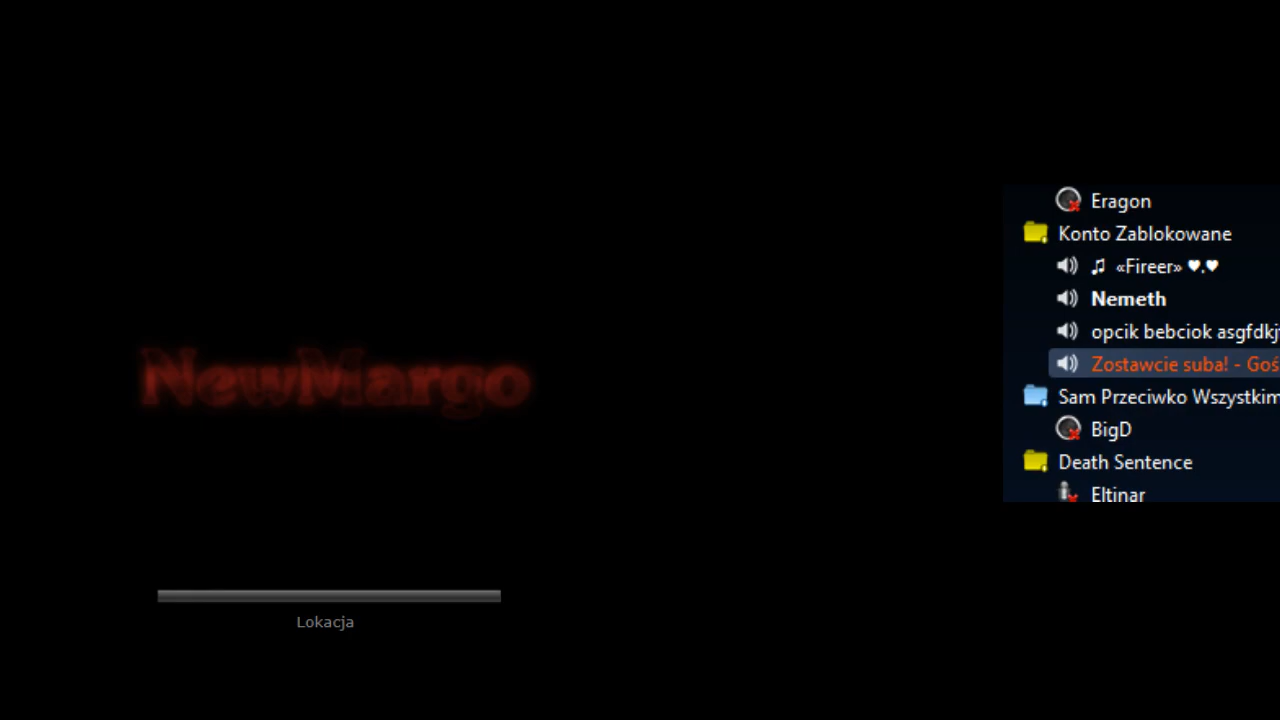 NewMargo
Lokacja
Eragon
Konto Zablokowane
♫ «Fireer» ♥.♥
Nemeth
opcik bebciok asgfdkj
Zostawcie suba! - Goś
Sam Przeciwko Wszystkim
BigD
Death Sentence
Eltinar